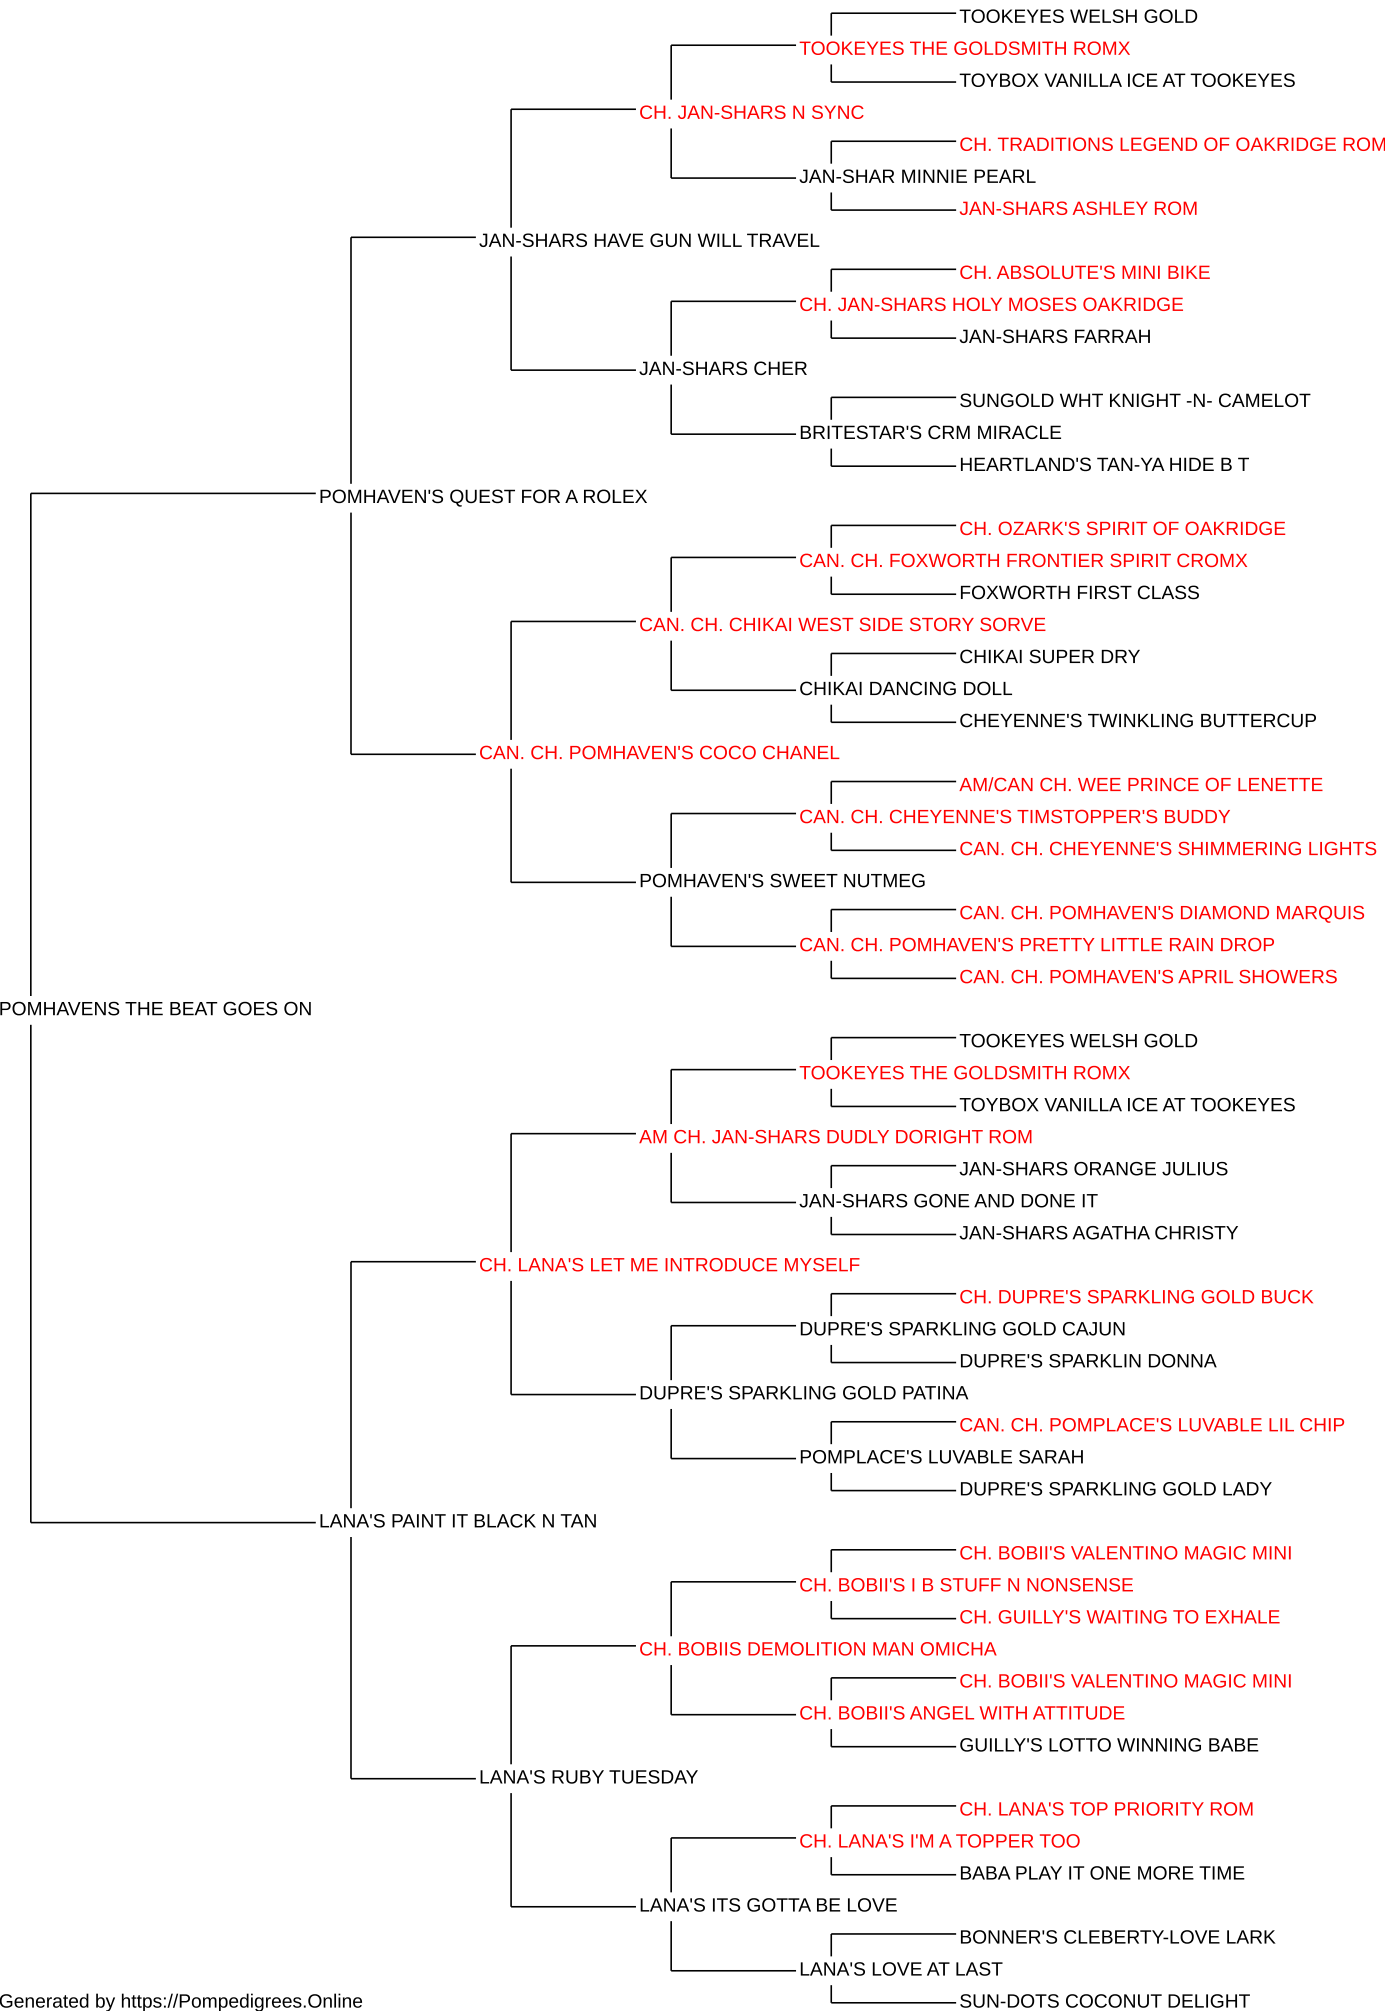 TOOKEYES WELSH GOLD
TOOKEYES THE GOLDSMITH ROMX
TOYBOX VANILLA ICE AT TOOKEYES
CH. JAN-SHARS N SYNC
CH. TRADITIONS LEGEND OF OAKRIDGE ROM
JAN-SHAR MINNIE PEARL
JAN-SHARS ASHLEY ROM
JAN-SHARS HAVE GUN WILL TRAVEL
CH. ABSOLUTE'S MINI BIKE
CH. JAN-SHARS HOLY MOSES OAKRIDGE
JAN-SHARS FARRAH
JAN-SHARS CHER
SUNGOLD WHT KNIGHT -N- CAMELOT
BRITESTAR'S CRM MIRACLE
HEARTLAND'S TAN-YA HIDE B T
POMHAVEN'S QUEST FOR A ROLEX
CH. OZARK'S SPIRIT OF OAKRIDGE
CAN. CH. FOXWORTH FRONTIER SPIRIT CROMX
FOXWORTH FIRST CLASS
CAN. CH. CHIKAI WEST SIDE STORY SORVE
CHIKAI SUPER DRY
CHIKAI DANCING DOLL
CHEYENNE'S TWINKLING BUTTERCUP
CAN. CH. POMHAVEN'S COCO CHANEL
AM/CAN CH. WEE PRINCE OF LENETTE
CAN. CH. CHEYENNE'S TIMSTOPPER'S BUDDY
CAN. CH. CHEYENNE'S SHIMMERING LIGHTS
POMHAVEN'S SWEET NUTMEG
CAN. CH. POMHAVEN'S DIAMOND MARQUIS
CAN. CH. POMHAVEN'S PRETTY LITTLE RAIN DROP
CAN. CH. POMHAVEN'S APRIL SHOWERS
POMHAVENS THE BEAT GOES ON
TOOKEYES WELSH GOLD
TOOKEYES THE GOLDSMITH ROMX
TOYBOX VANILLA ICE AT TOOKEYES
AM CH. JAN-SHARS DUDLY DORIGHT ROM
JAN-SHARS ORANGE JULIUS
JAN-SHARS GONE AND DONE IT
JAN-SHARS AGATHA CHRISTY
CH. LANA'S LET ME INTRODUCE MYSELF
CH. DUPRE'S SPARKLING GOLD BUCK
DUPRE'S SPARKLING GOLD CAJUN
DUPRE'S SPARKLIN DONNA
DUPRE'S SPARKLING GOLD PATINA
CAN. CH. POMPLACE'S LUVABLE LIL CHIP
POMPLACE'S LUVABLE SARAH
DUPRE'S SPARKLING GOLD LADY
LANA'S PAINT IT BLACK N TAN
CH. BOBII'S VALENTINO MAGIC MINI
CH. BOBII'S I B STUFF N NONSENSE
CH. GUILLY'S WAITING TO EXHALE
CH. BOBIIS DEMOLITION MAN OMICHA
CH. BOBII'S VALENTINO MAGIC MINI
CH. BOBII'S ANGEL WITH ATTITUDE
GUILLY'S LOTTO WINNING BABE
LANA'S RUBY TUESDAY
CH. LANA'S TOP PRIORITY ROM
CH. LANA'S I'M A TOPPER TOO
BABA PLAY IT ONE MORE TIME
LANA'S ITS GOTTA BE LOVE
BONNER'S CLEBERTY-LOVE LARK
LANA'S LOVE AT LAST
SUN-DOTS COCONUT DELIGHT
Generated by https://Pompedigrees.Online